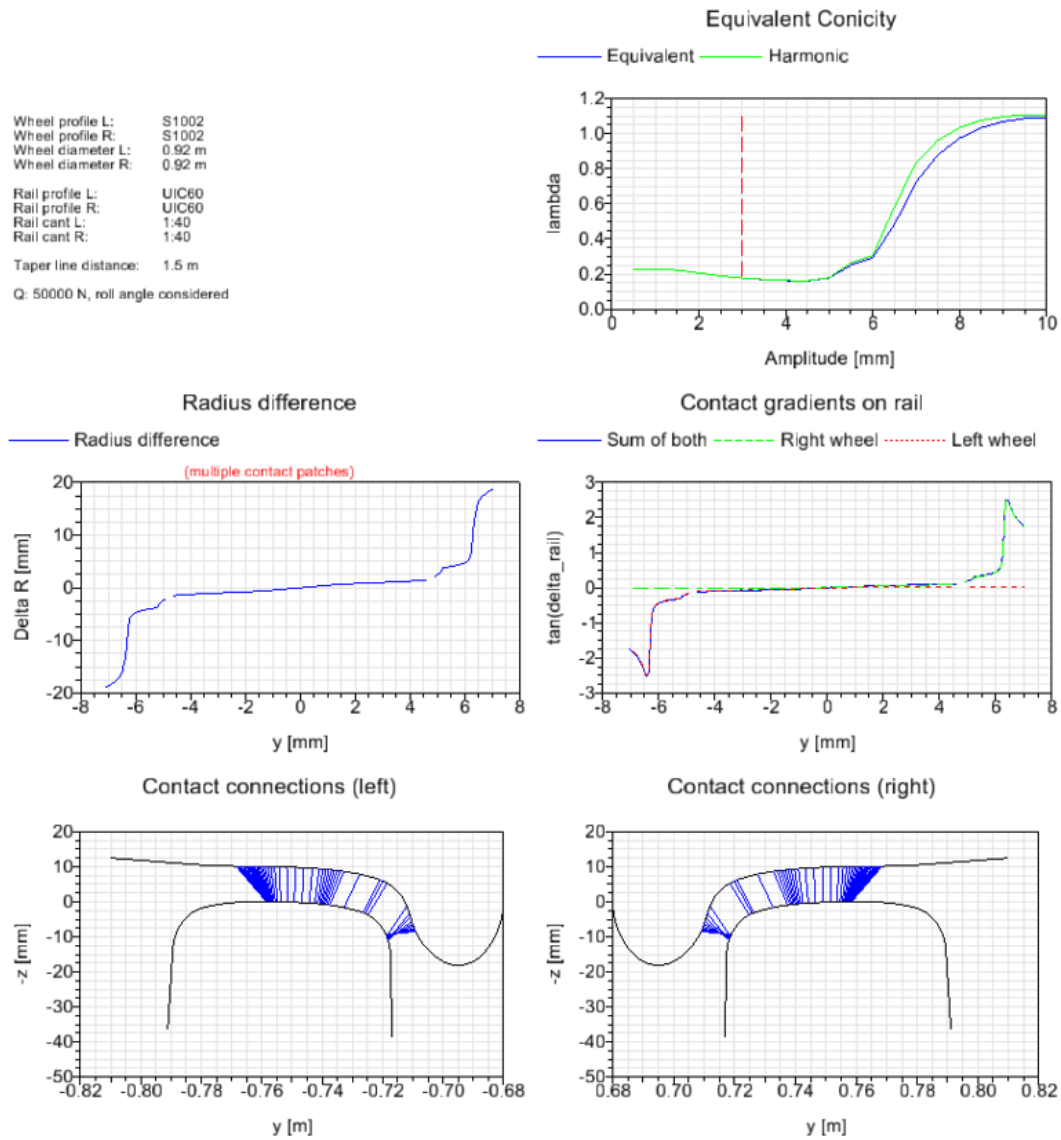 Equivalent Conicity
Equivalent Harmonic
Wheel profile L: S1002
Wheel profile R: S1002
Wheel diameter L: 0.92 m
Wheel diameter R: 0.92 m
Rail profile L: UIC60
Rail profile R: UIC60
Rail cant L: 1:40
Rail cant R: 1:40
Taper line distance: 1.5 m
Q: 50000 N, roll angle considered
1.2
1.0
0.8
0.6
0.4
0.2
0.0
lambda
0 2 4 6 8 10
Amplitude [mm]
Radius difference
Radius difference
(multiple contact patches)
20
10
0
-10
-20
Delta R [mm]
-8 -6 -4 -2 0 2 4 6 8
y [mm]
Contact gradients on rail
Sum of both Right wheel Left wheel
3
2
1
0
-1
-2
-3
tan(delta_rail)
-8 -6 -4 -2 0 2 4 6 8
y [mm]
Contact connections (left)
20
10
0
-10
-20
-30
-40
-50
-z [mm]
-0.82 -0.80 -0.78 -0.76 -0.74 -0.72 -0.70 -0.68
y [m]
Contact connections (right)
20
10
0
-10
-20
-30
-40
-50
-z [mm]
0.68 0.70 0.72 0.74 0.76 0.78 0.80 0.82
y [m]